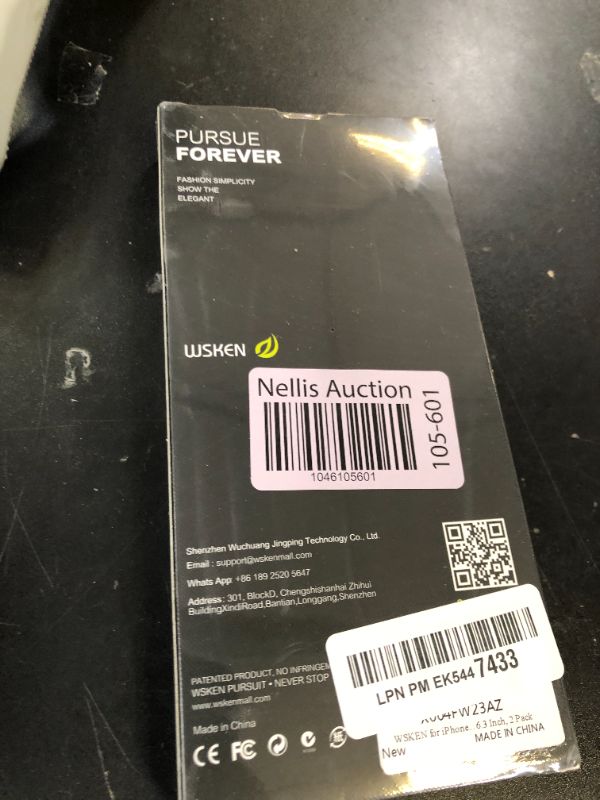 PURSUE
FOREVER
FASHION SIMPLICITY
SHOW THE
ELEGANT
WSKEN
Nellis Auction
1046105601
105-601
Shenzhen Wuchuang Jingping Technology Co., Ltd.
Email : support@wskenmall.com
Whats App: +86 189 2520 5647
Address: 301, BlockD, Chengshishanhai Zhihui
BuildingXindiRoad,Bantian,Longgang,Shenzhen
LPN PM EK544 7433
PATENTED PRODUCT, NO INFRINGEM
WSKEN PURSUIT • NEVER STOP
www.wskenmall.com
Made in China
CE FC
X004FW23AZ
WSKEN for iPhone 6.3 Inch, 2 Pack
New
MADE IN CHINA